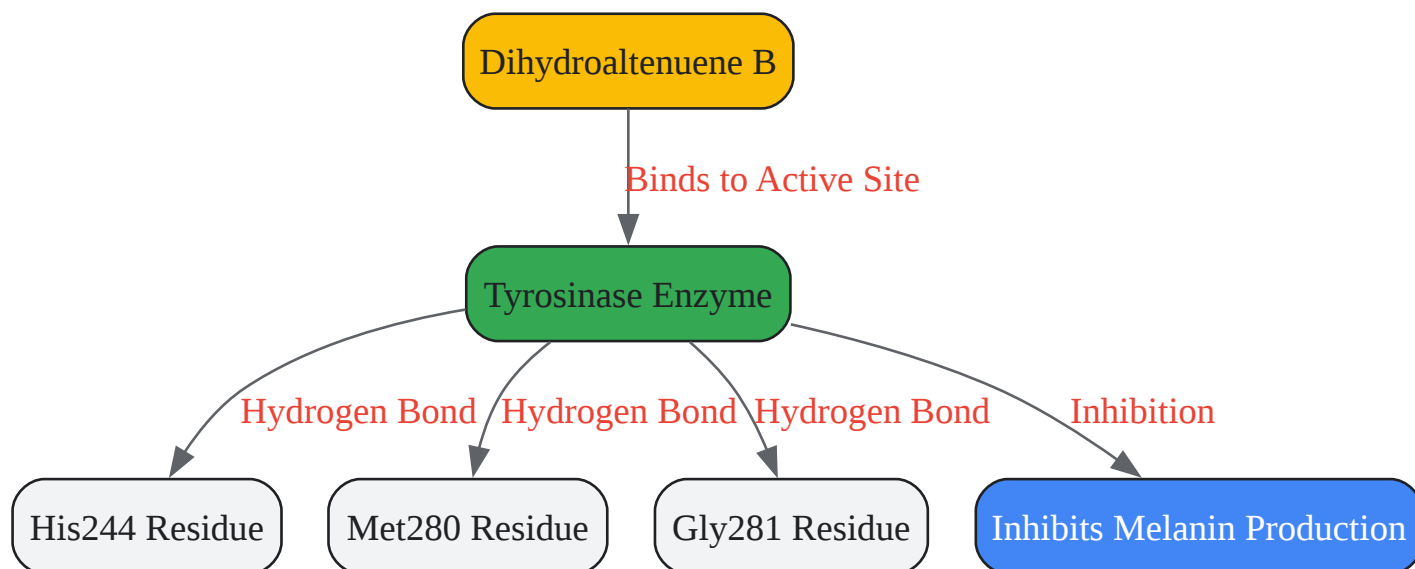 Dihydroaltenuene B
Binds to Active Site
Tyrosinase Enzyme
Hydrogen Bond
Hydrogen Bond
Hydrogen Bond
Inhibition
His244 Residue
Met280 Residue
Gly281 Residue
Inhibits Melanin Production